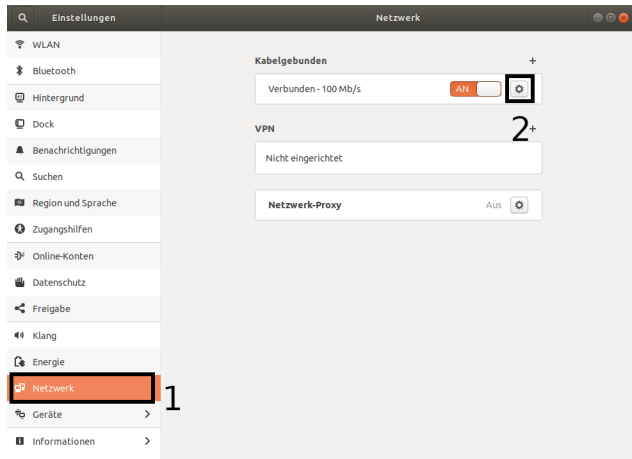 Einstellungen
Netzwerk
WLAN
Bluetooth
Hintergrund
Dock
Benachrichtigungen
Suchen
Region und Sprache
Zugangshilfen
Online-Konten
Datenschutz
Freigabe
Klang
Energie
Netzwerk
1
Geräte
Informationen
Kabelgebunden +
Verbunden - 100 Mb/s AN
2
VPN +
Nicht eingerichtet
Netzwerk-Proxy Aus